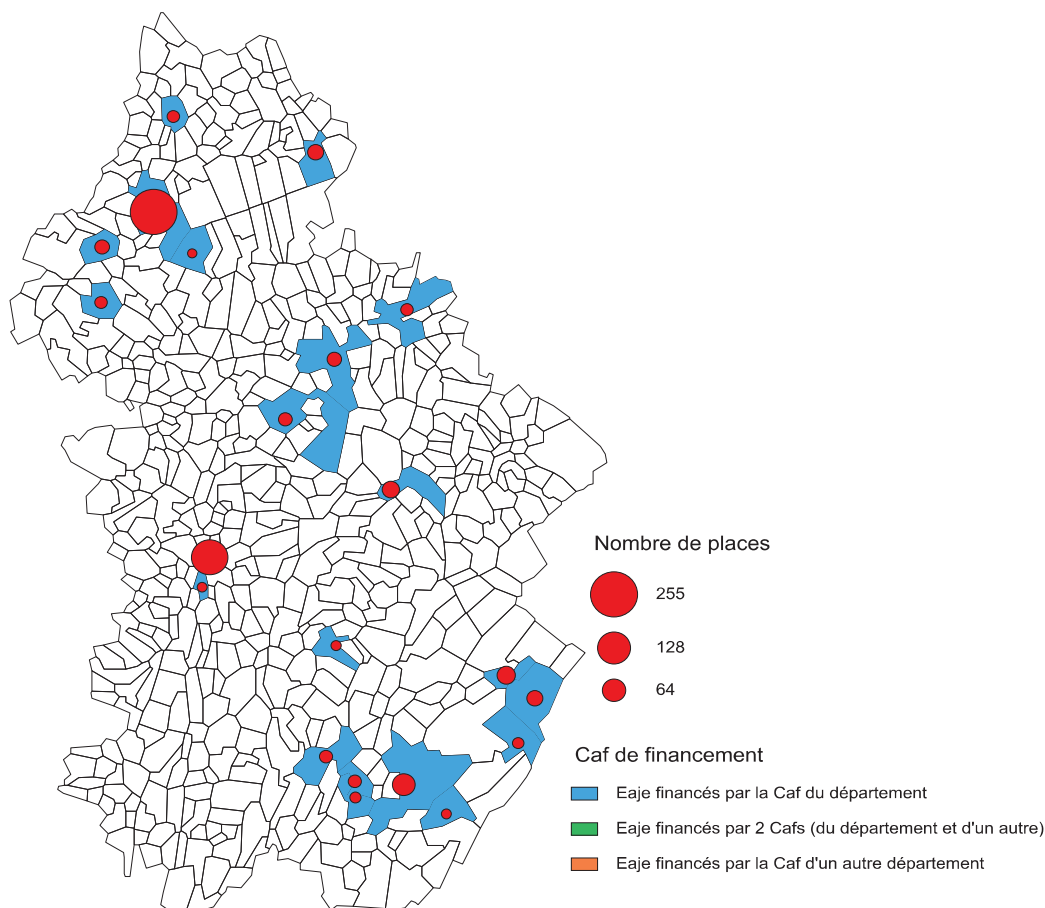 Nombre de places
255
128
64
Caf de financement
Eaje financés par la Caf du département
Eaje financés par 2 Cafs (du département et d'un autre)
Eaje financés par la Caf d'un autre département